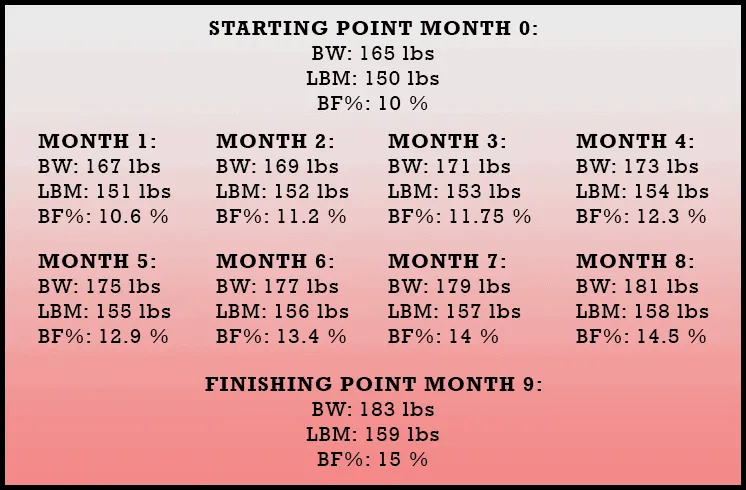 STARTING POINT MONTH 0:
BW: 165 lbs
LBM: 150 lbs
BF%: 10 %
MONTH 1:
BW: 167 lbs
LBM: 151 lbs
BF%: 10.6 %
MONTH 2:
BW: 169 lbs
LBM: 152 lbs
BF%: 11.2 %
MONTH 3:
BW: 171 lbs
LBM: 153 lbs
BF%: 11.75 %
MONTH 4:
BW: 173 lbs
LBM: 154 lbs
BF%: 12.3 %
MONTH 5:
BW: 175 lbs
LBM: 155 lbs
BF%: 12.9 %
MONTH 6:
BW: 177 lbs
LBM: 156 lbs
BF%: 13.4 %
MONTH 7:
BW: 179 lbs
LBM: 157 lbs
BF%: 14 %
MONTH 8:
BW: 181 lbs
LBM: 158 lbs
BF%: 14.5 %
FINISHING POINT MONTH 9:
BW: 183 lbs
LBM: 159 lbs
BF%: 15 %